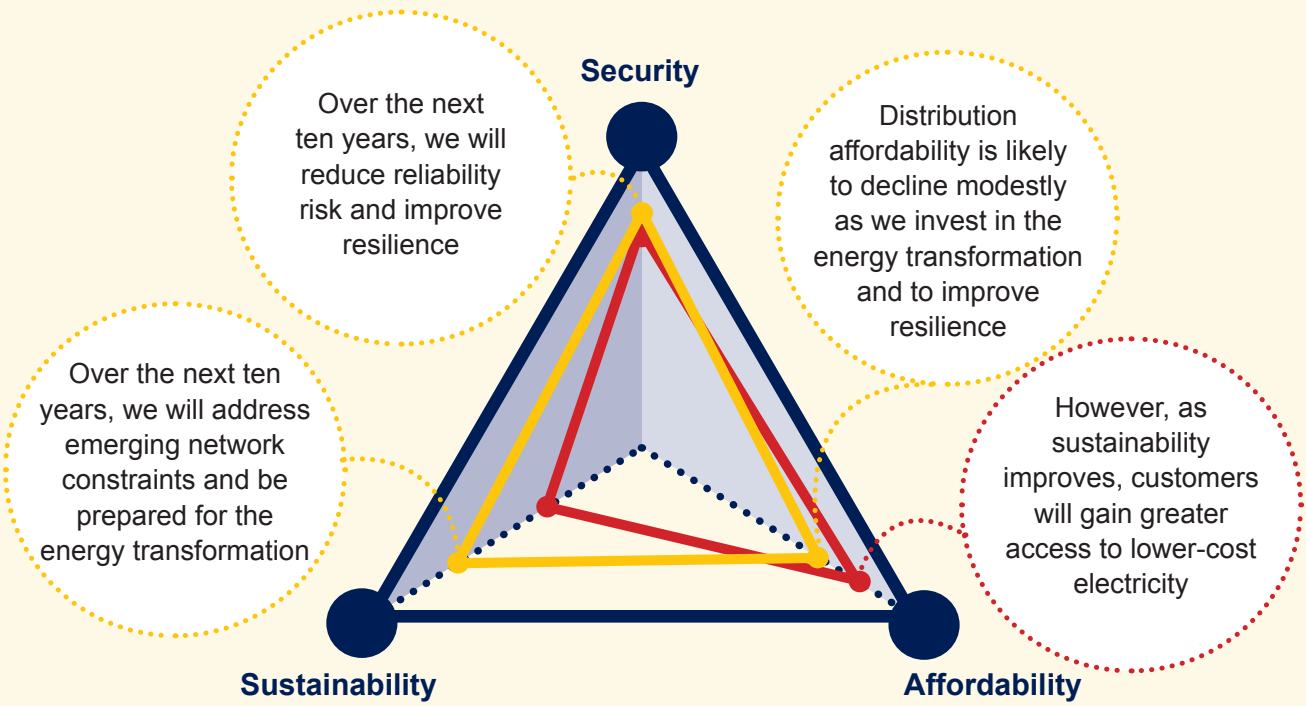 Security
Over the next
ten years, we will
reduce reliability
risk and improve
resilience
Distribution
affordability is likely
to decline modestly
as we invest in the
energy transformation
and to improve
resilience
Over the next ten
years, we will address
emerging network
constraints and be
prepared for the
energy transformation
However, as
sustainability
improves, customers
will gain greater
access to lower-cost
electricity
Sustainability
Affordability